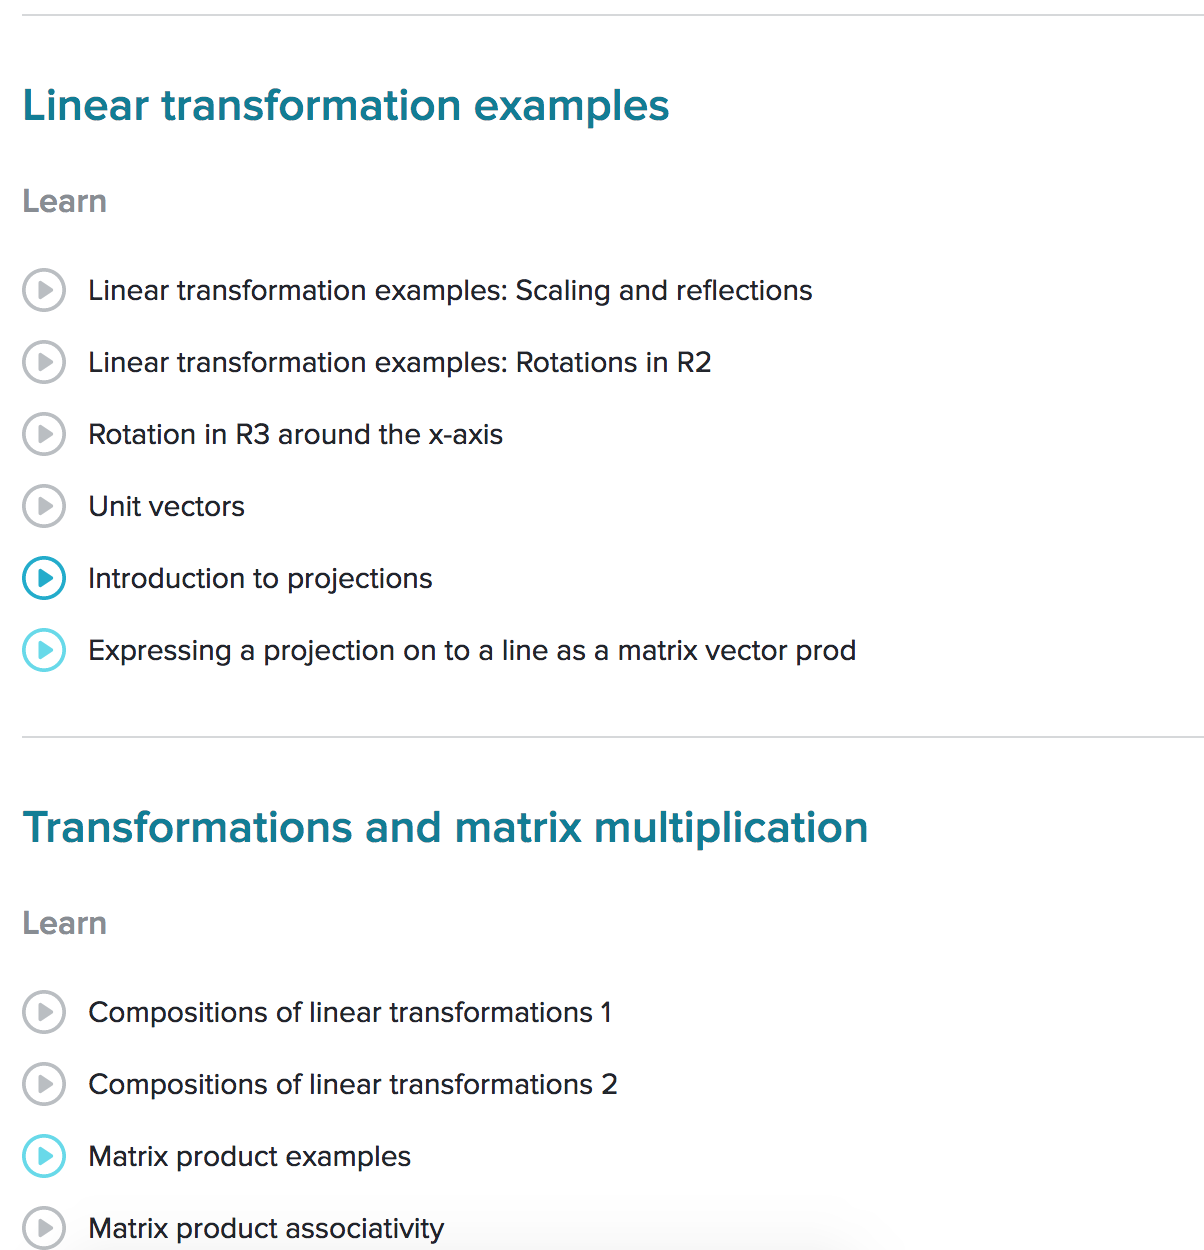 Linear transformation examples
Learn
Linear transformation examples: Scaling and reflections
Linear transformation examples: Rotations in R2
Rotation in R3 around the x-axis
Unit vectors
Introduction to projections
Expressing a projection on to a line as a matrix vector prod
Transformations and matrix multiplication
Learn
Compositions of linear transformations 1
Compositions of linear transformations 2
Matrix product examples
Matrix product associativity